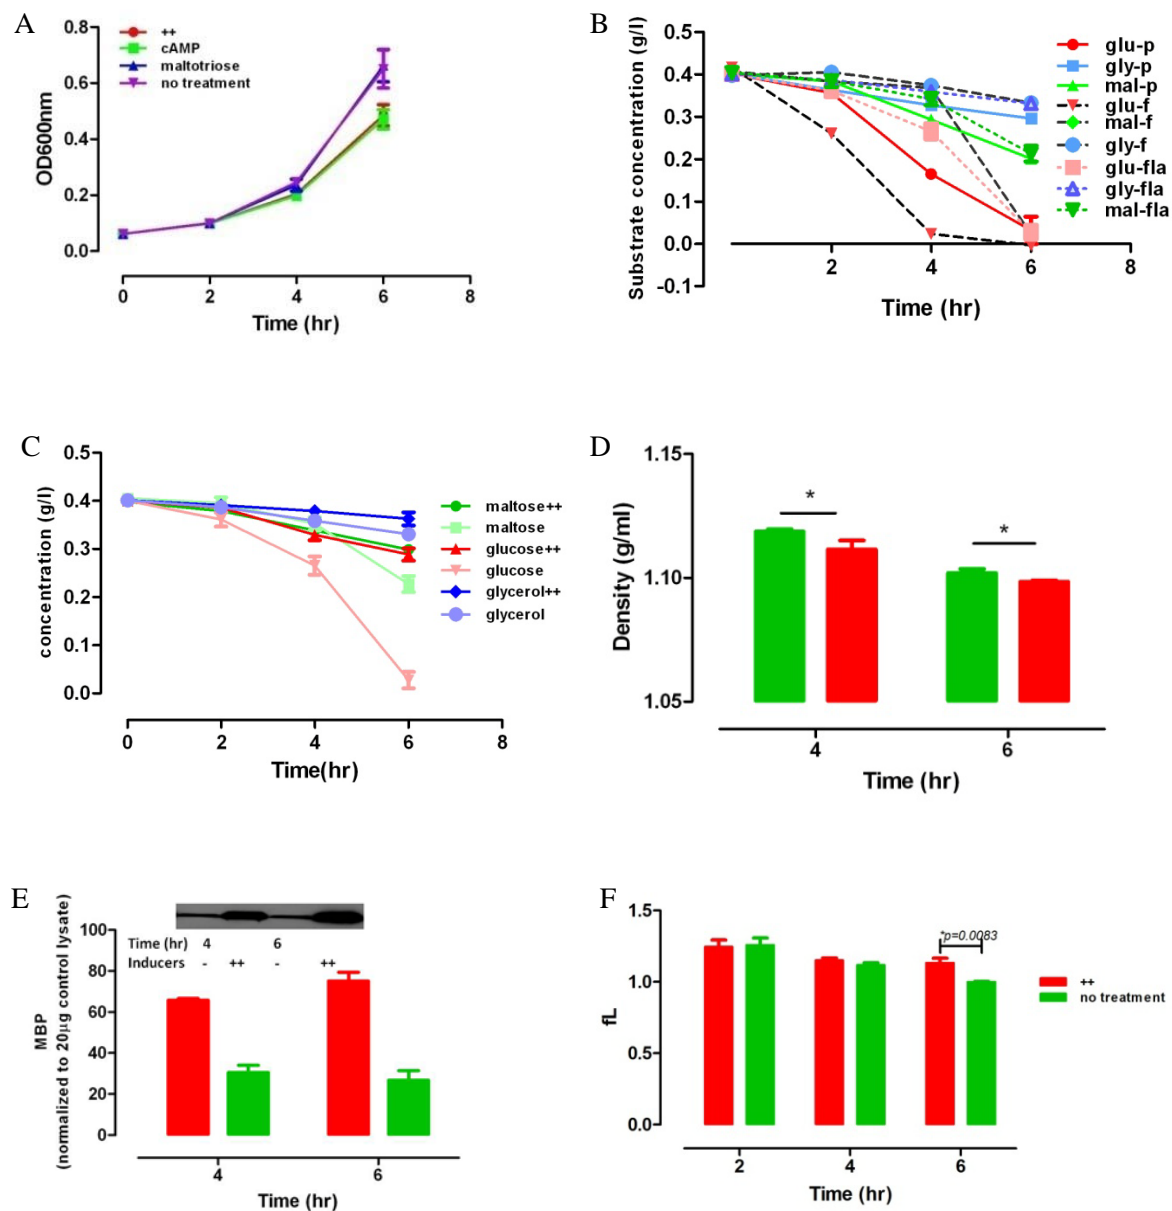 A
0.8
0.6
0.4
0.2
0.0
OD600nm
++
cAMP
maltotriose
no treatment
0 2 4 6 8
Time (hr)
B
0.5
0.4
0.3
0.2
0.1
0.0
-0.1
Substrate concentration (g/l)
glu-p
gly-p
mal-p
glu-f
mal-f
gly-f
glu-fla
gly-fla
mal-fla
2 4 6 8
Time (hr)
C
0.5
0.4
0.3
0.2
0.1
0.0
concentration (g/l)
maltose++
maltose
glucose++
glucose
glycerol++
glycerol
0 2 4 6 8
Time(hr)
D
1.15
1.10
1.05
Density (g/ml)
*
*
4 6
Time (hr)
E
100
80
60
40
20
0
MBP
(normalized to 20µg control lysate)
Time (hr) 4 6
Inducers - ++ - ++
4 6
Time (hr)
F
1.5
1.0
0.5
0.0
fL
*p=0.0083
++
no treatment
2 4 6
Time (hr)